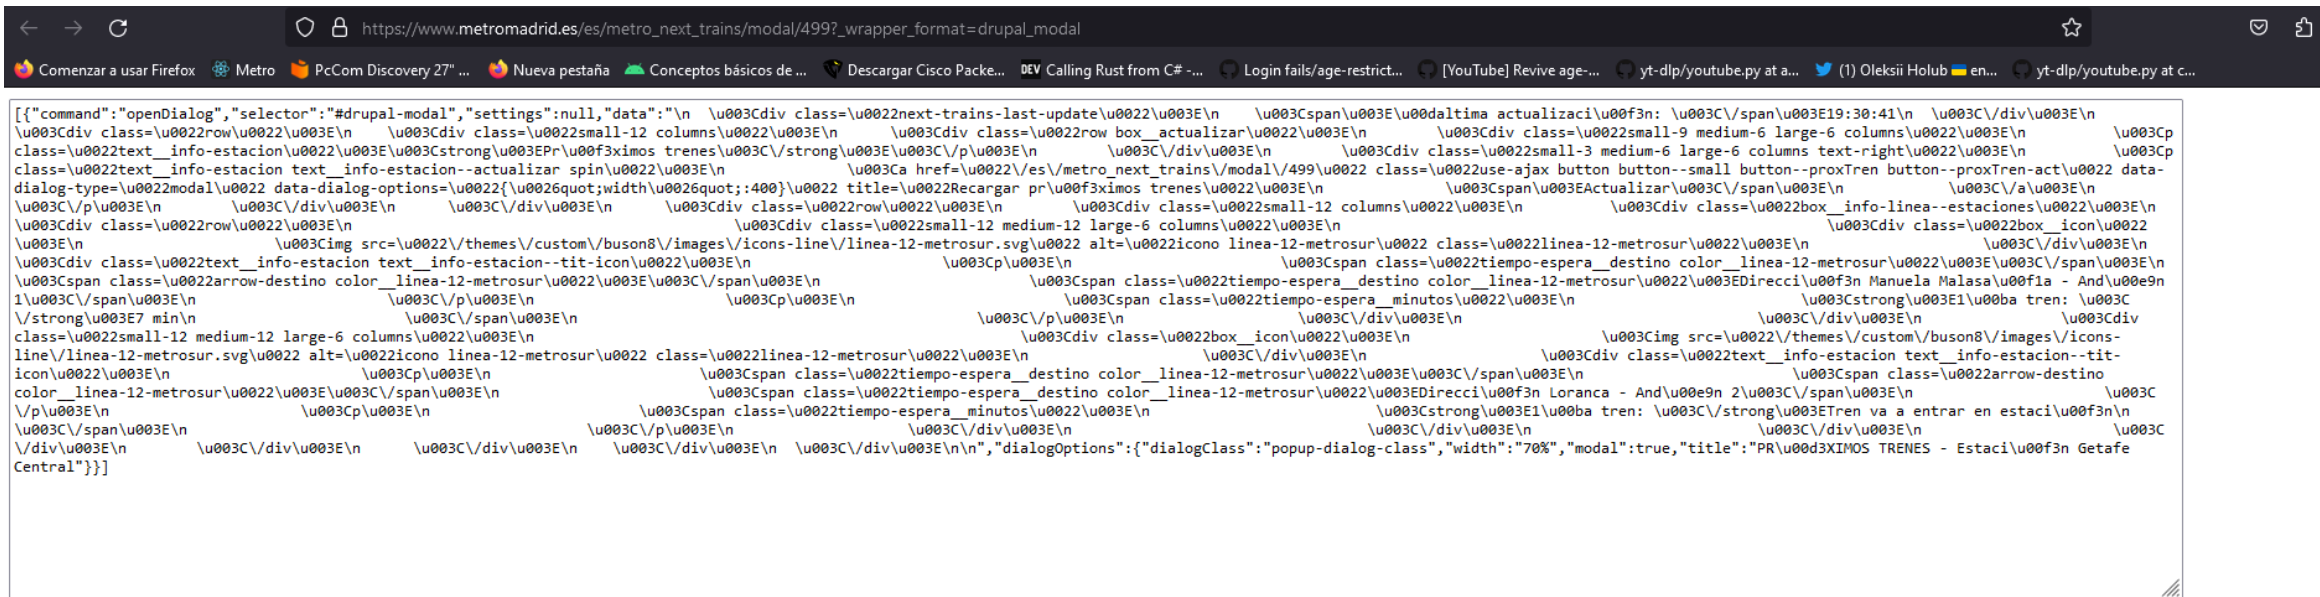 https://www.metromadrid.es/es/metro_next_trains/modal/499?_wrapper_format=drupal_modal
Comenzar a usar Firefox Metro PcCom Discovery 27" ... Nueva pestaña Conceptos básicos de ... Descargar Cisco Packe... DEV Calling Rust from C# -... Login fails/age-restrict... [YouTube] Revive age-... yt-dlp/youtube.py at a... (1) Oleksii Holub en... yt-dlp/youtube.py at c...
[{"command":"openDialog","selector":"#drupal-modal","settings":null,"data":"\n \u003Cdiv class=\u0022next-trains-last-update\u0022\u003E\n \u003Cspan\u003E\u00daltima actualizaci\u00f3n: \u003C\/span\u003E19:30:41\n \u003C\/div\u003E\n
\u003Cdiv class=\u0022row\u0022\u003E\n \u003Cdiv class=\u0022small-12 columns\u0022\u003E\n \u003Cdiv class=\u0022row box__actualizar\u0022\u003E\n \u003Cdiv class=\u0022small-9 medium-6 large-6 columns\u0022\u003E\n \u003Cp
class=\u0022text__info-estacion\u0022\u003E\u003Cstrong\u003EPr\u00f3ximos trenes\u003C\/strong\u003E\u003C\/p\u003E\n \u003C\/div\u003E\n \u003Cdiv class=\u0022small-3 medium-6 large-6 columns text-right\u0022\u003E\n \u003Cp
class=\u0022text__info-estacion text__info-estacion--actualizar spin\u0022\u003E\n \u003Ca href=\u0022\/es\/metro_next_trains\/modal\/499\u0022 class=\u0022use-ajax button button--small button--proxTren button--proxTren-act\u0022 data-
dialog-type=\u0022modal\u0022 data-dialog-options=\u0022{\u0026quot;width\u0026quot;:400}\u0022 title=\u0022Recargar pr\u00f3ximos trenes\u0022\u003E\n \u003Cspan\u003EActualizar\u003C\/span\u003E\n \u003C\/a\u003E\n
\u003C\/p\u003E\n \u003C\/div\u003E\n \u003C\/div\u003E\n \u003Cdiv class=\u0022row\u0022\u003E\n \u003Cdiv class=\u0022small-12 columns\u0022\u003E\n \u003Cdiv class=\u0022box__info-linea--estaciones\u0022\u003E\n
\u003Cdiv class=\u0022row\u0022\u003E\n \u003Cdiv class=\u0022small-12 medium-12 large-6 columns\u0022\u003E\n \u003Cdiv class=\u0022box__icon\u0022
\u003E\n \u003Cimg src=\u0022\/themes\/custom\/buson8\/images\/icons-line\/linea-12-metrosur.svg\u0022 alt=\u0022icono linea-12-metrosur\u0022 class=\u0022linea-12-metrosur\u0022\u003E\n \u003C\/div\u003E\n
\u003Cdiv class=\u0022text__info-estacion text__info-estacion--tit-icon\u0022\u003E\n \u003Cp\u003E\n \u003Cspan class=\u0022tiempo-espera__destino color__linea-12-metrosur\u0022\u003E\u003C\/span\u003E\n
\u003Cspan class=\u0022arrow-destino color__linea-12-metrosur\u0022\u003E\u003C\/span\u003E\n \u003Cspan class=\u0022tiempo-espera__destino color__linea-12-metrosur\u0022\u003EDirecci\u00f3n Manuela Malasa\u00f1a - And\u00e9n
1\u003C\/span\u003E\n \u003C\/p\u003E\n \u003Cp\u003E\n \u003Cspan class=\u0022tiempo-espera__minutos\u0022\u003E\n \u003Cstrong\u003E1\u00ba tren: \u003C
\/strong\u003E7 min\n \u003C\/span\u003E\n \u003C\/p\u003E\n \u003C\/div\u003E\n \u003C\/div\u003E\n \u003Cdiv
class=\u0022small-12 medium-12 large-6 columns\u0022\u003E\n \u003Cdiv class=\u0022box__icon\u0022\u003E\n \u003Cimg src=\u0022\/themes\/custom\/buson8\/images\/icons-
line\/linea-12-metrosur.svg\u0022 alt=\u0022icono linea-12-metrosur\u0022 class=\u0022linea-12-metrosur\u0022\u003E\n \u003C\/div\u003E\n \u003Cdiv class=\u0022text__info-estacion text__info-estacion--tit-
icon\u0022\u003E\n \u003Cp\u003E\n \u003Cspan class=\u0022tiempo-espera__destino color__linea-12-metrosur\u0022\u003E\u003C\/span\u003E\n \u003Cspan class=\u0022arrow-destino
color__linea-12-metrosur\u0022\u003E\u003C\/span\u003E\n \u003Cspan class=\u0022tiempo-espera__destino color__linea-12-metrosur\u0022\u003EDirecci\u00f3n Loranca - And\u00e9n 2\u003C\/span\u003E\n \u003C
\/p\u003E\n \u003Cp\u003E\n \u003Cspan class=\u0022tiempo-espera__minutos\u0022\u003E\n \u003Cstrong\u003E1\u00ba tren: \u003C\/strong\u003ETren va a entrar en estaci\u00f3n\n
\u003C\/span\u003E\n \u003C\/p\u003E\n \u003C\/div\u003E\n \u003C\/div\u003E\n \u003C\/div\u003E\n \u003C
\/div\u003E\n \u003C\/div\u003E\n \u003C\/div\u003E\n \u003C\/div\u003E\n \u003C\/div\u003E\n\n","dialogOptions":{"dialogClass":"popup-dialog-class","width":"70%","modal":true,"title":"PR\u00d3XIMOS TRENES - Estaci\u00f3n Getafe
Central"}}]